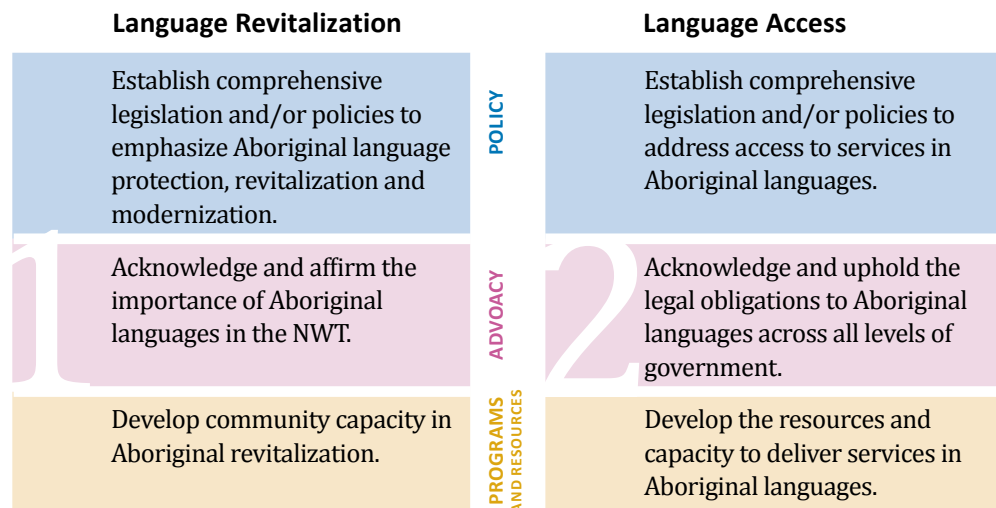 Language Revitalization
Establish comprehensive
legislation and/or policies to
emphasize Aboriginal language
protection, revitalization and
modernization.
1
Acknowledge and affirm the
importance of Aboriginal
languages in the NWT.
Develop community capacity in
Aboriginal revitalization.
POLICY
ADVOCACY
PROGRAMS
AND RESOURCES
Language Access
Establish comprehensive
legislation and/or policies to
address access to services in
Aboriginal languages.
2
Acknowledge and uphold the
legal obligations to Aboriginal
languages across all levels of
government.
Develop the resources and
capacity to deliver services in
Aboriginal languages.